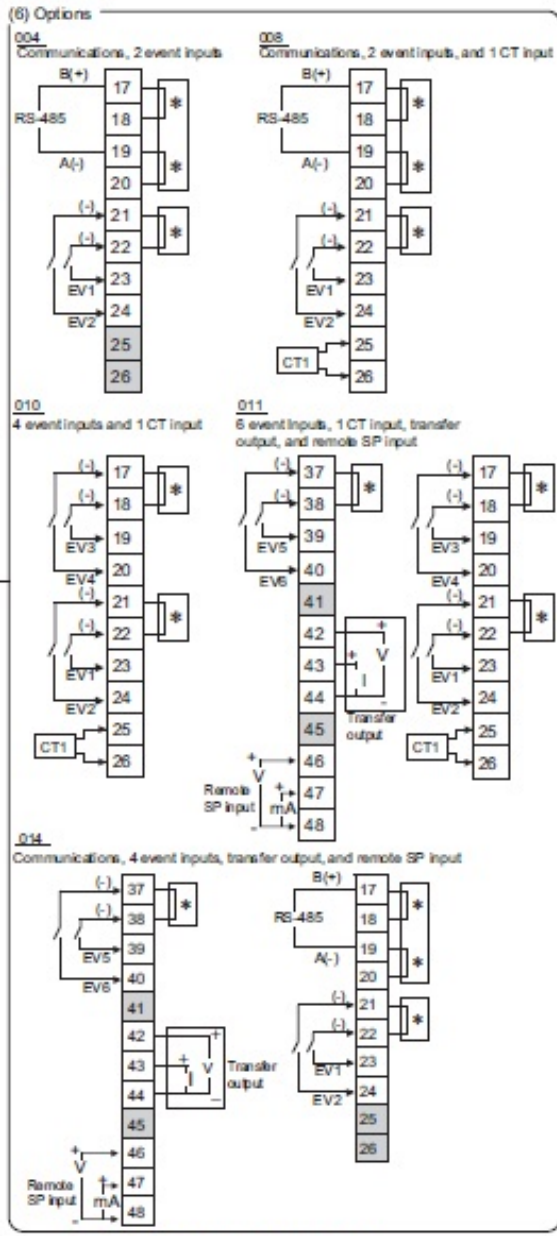 (6) Options
004
Communications, 2 event inputs
B(+)
RS-485
A(-)
17
18
19
20
21
22
23
24
25
26
*
*
*
(-)
(-)
EV1
EV2
008
Communications, 2 event inputs, and 1 CT input
B(+)
RS-485
A(-)
17
18
19
20
21
22
23
24
25
26
*
*
*
(-)
(-)
EV1
EV2
CT1
010
4 event inputs and 1 CT input
17
18
19
20
21
22
23
24
25
26
*
*
(-)
(-)
EV3
EV4
(-)
(-)
EV1
EV2
CT1
011
6 event Inputs, 1 CT input, transfer
output, and remote SP input
37
38
39
40
41
42
43
44
45
46
47
48
*
(-)
(-)
EV5
EV6
+
V
+
I
-
Transfer
output
+
V
+
mA
-
Remote
SP input
17
18
19
20
21
22
23
24
25
26
*
*
(-)
(-)
EV3
EV4
(-)
(-)
EV1
EV2
CT1
014
Communications, 4 event inputs, transfer output, and remote SP input
37
38
39
40
41
42
43
44
45
46
47
48
*
(-)
(-)
EV5
EV6
+
V
+
I
-
Transfer
output
+
V
+
mA
-
Remote
SP input
B(+)
RS-485
A(-)
17
18
19
20
21
22
23
24
25
26
*
*
*
(-)
(-)
EV1
EV2